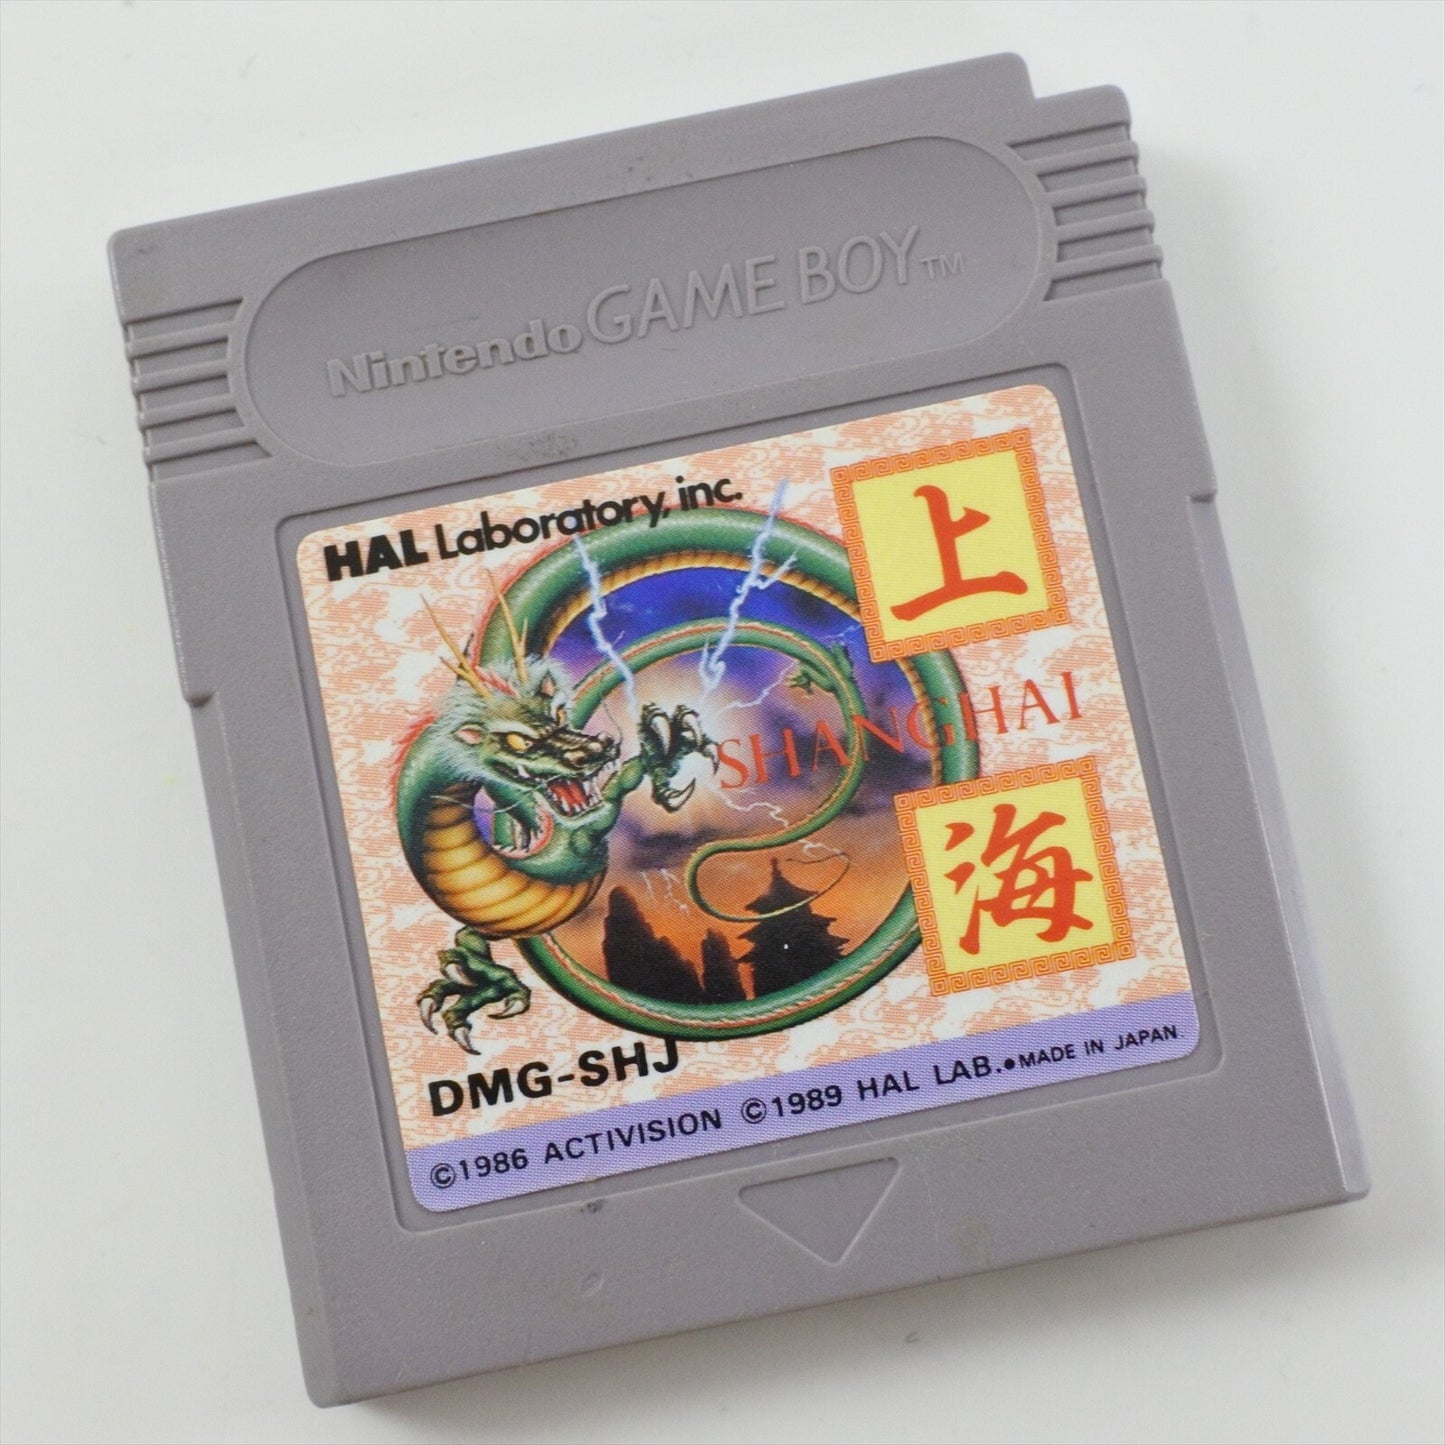 Nintendo GAME BOY™
HAL Laboratory, inc.
上
SHANGHAI
海
DMG-SHJ
©1986 ACTIVISION ©1989 HAL LAB.●MADE IN JAPAN.